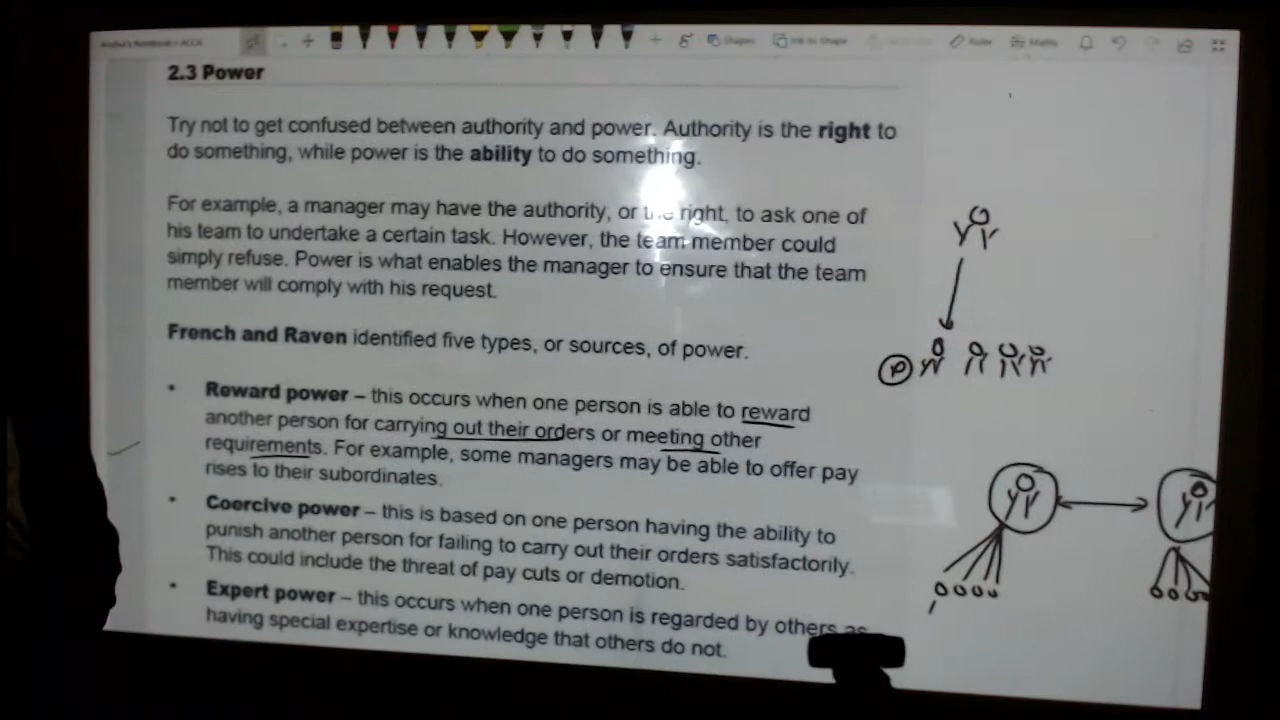 Shapes Ink to Shape Ruler Maths
2.3 Power
Try not to get confused between authority and power. Authority is the right to
do something, while power is the ability to do something.
For example, a manager may have the authority, or the right, to ask one of
his team to undertake a certain task. However, the team member could
simply refuse. Power is what enables the manager to ensure that the team
member will comply with his request.
French and Raven identified five types, or sources, of power.
• Reward power – this occurs when one person is able to reward
another person for carrying out their orders or meeting other
requirements. For example, some managers may be able to offer pay
rises to their subordinates.
• Coercive power – this is based on one person having the ability to
punish another person for failing to carry out their orders satisfactorily.
This could include the threat of pay cuts or demotion.
• Expert power – this occurs when one person is regarded by others as
having special expertise or knowledge that others do not.
P